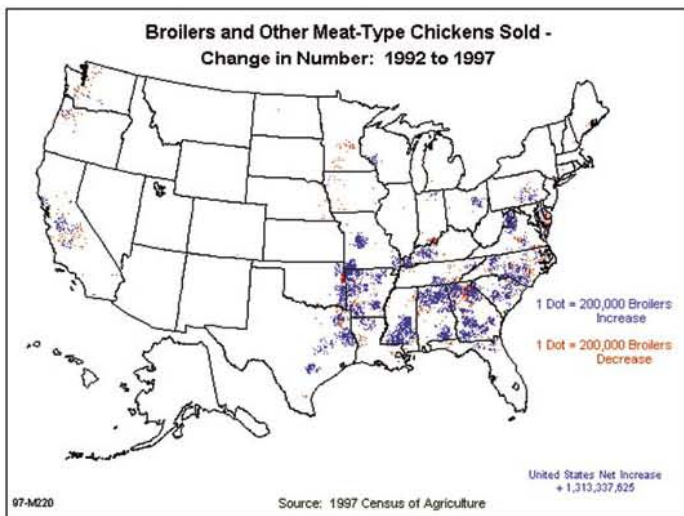 Broilers and Other Meat-Type Chickens Sold -
Change in Number: 1992 to 1997
1 Dot = 200,000 Broilers
Increase
1 Dot = 200,000 Broilers
Decrease
United States Net Increase
+ 1,313,337,625
97-M220
Source: 1997 Census of Agriculture